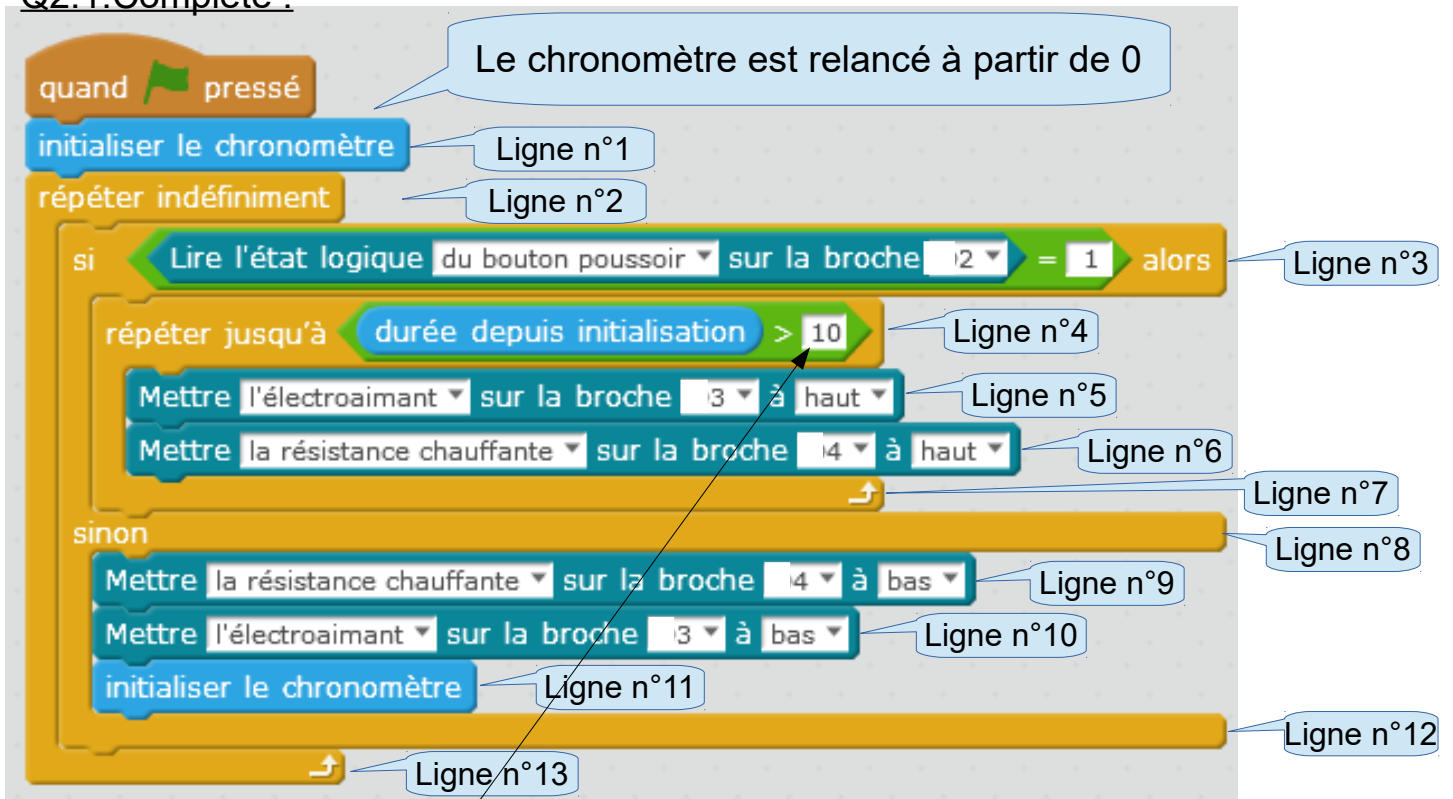 Q2.1.Complète :
Le chronomètre est relancé à partir de 0
quand pressé
initialiser le chronomètre Ligne n°1
répéter indéfiniment Ligne n°2
si Lire l'état logique du bouton poussoir sur la broche 2 = 1 alors Ligne n°3
répéter jusqu'à durée depuis initialisation > 10 Ligne n°4
Mettre l'électroaimant sur la broche 3 à haut Ligne n°5
Mettre la résistance chauffante sur la broche 4 à haut Ligne n°6
Ligne n°7
sinon Ligne n°8
Mettre la résistance chauffante sur la broche 4 à bas Ligne n°9
Mettre l'électroaimant sur la broche 3 à bas Ligne n°10
initialiser le chronomètre Ligne n°11
Ligne n°12
Ligne n°13